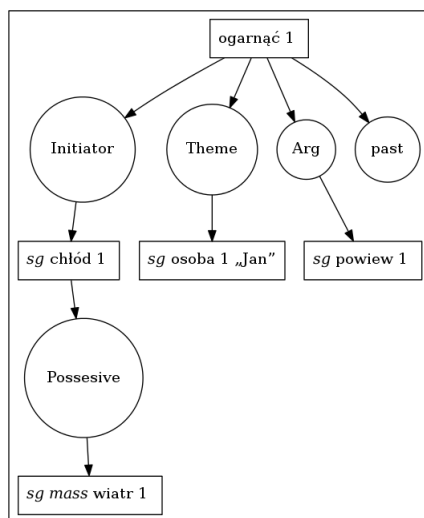 ogarnąć 1
Initiator
Theme
Arg
past
sg chłód 1
sg osoba 1 „Jan”
sg powiew 1
Possesive
sg mass wiatr 1